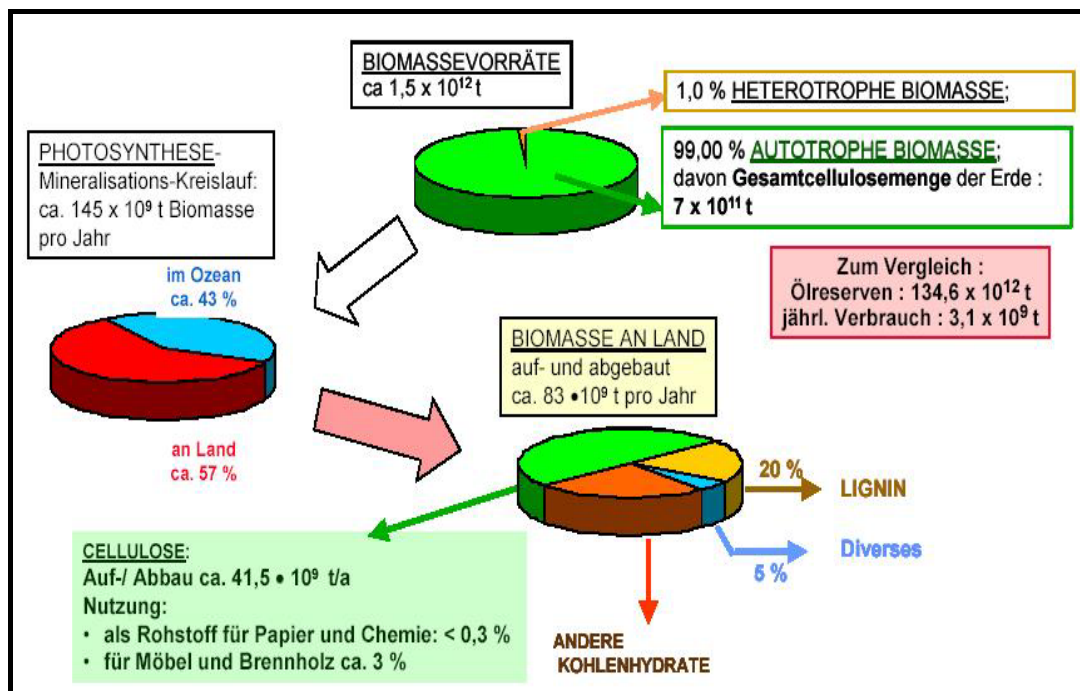 BIOMASSEVORRÄTE
ca 1,5 x 10¹² t
1,0 % HETEROTROPHE BIOMASSE;
99,00 % AUTOTROPHE BIOMASSE;
davon Gesamtcellulosemenge der Erde :
7 x 10¹¹ t
PHOTOSYNTHESE-
Mineralisations-Kreislauf:
ca. 145 x 10⁹ t Biomasse
pro Jahr
im Ozean
ca. 43 %
an Land
ca. 57 %
Zum Vergleich :
Ölreserven : 134,6 x 10¹² t
jährl. Verbrauch : 3,1 x 10⁹ t
BIOMASSE AN LAND
auf- und abgebaut
ca. 83 •10⁹ t pro Jahr
20 %
LIGNIN
Diverses
5 %
ANDERE
KOHLENHYDRATE
CELLULOSE:
Auf-/ Abbau ca. 41,5 • 10⁹ t/a
Nutzung:
• als Rohstoff für Papier und Chemie: < 0,3 %
• für Möbel und Brennholz ca. 3 %